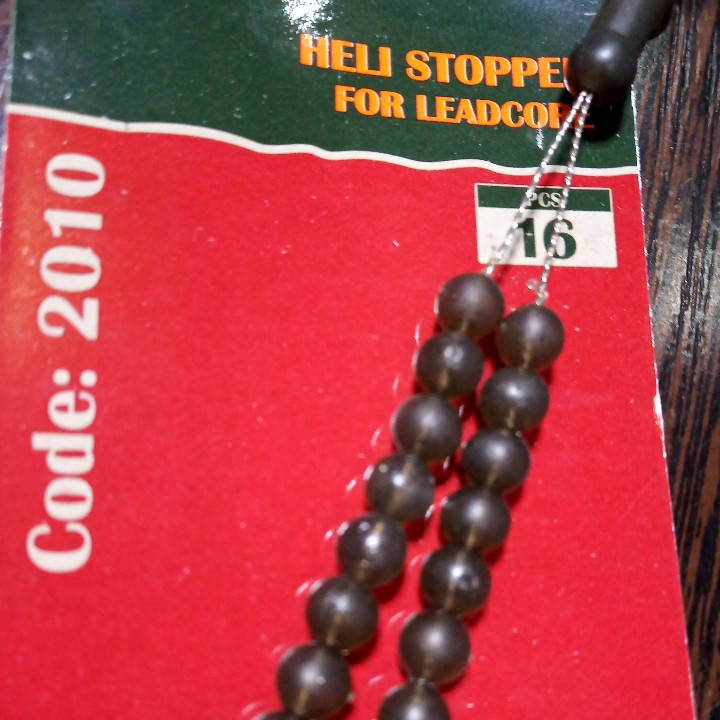 HELI STOPPE
FOR LEADCOR
PCS
16
Code: 2010